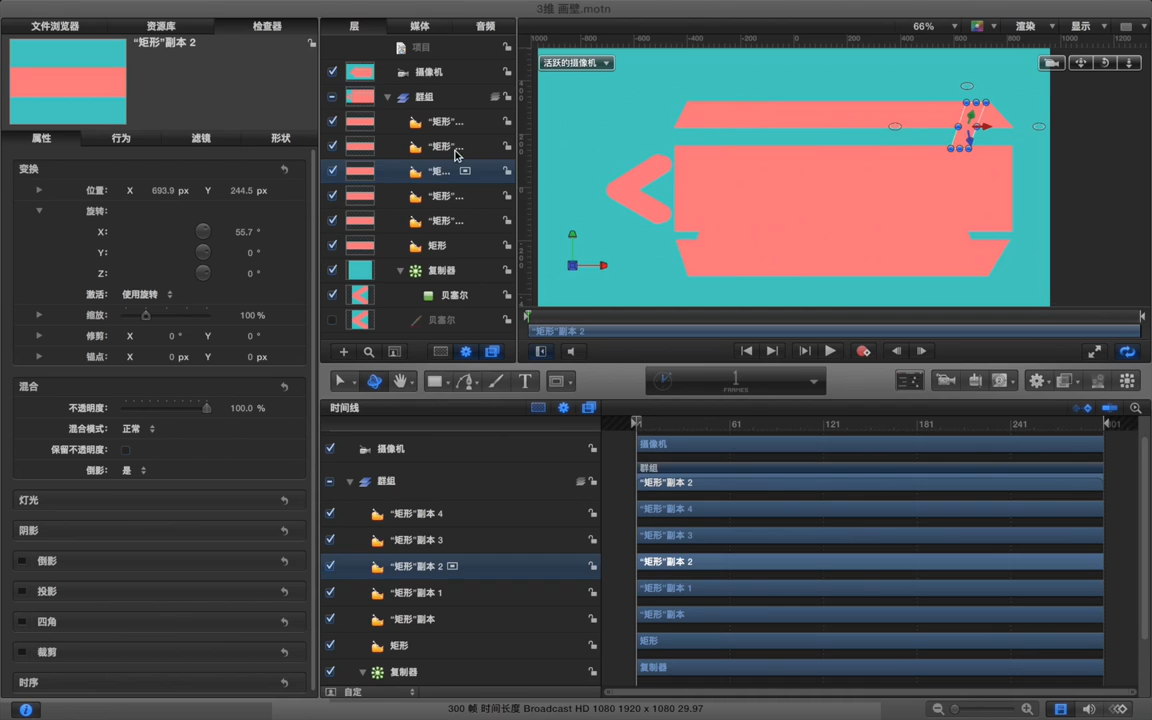 3维 画壁.motn
文件浏览器 资源库 检查器 层 媒体 音频 66% 渲染 显示
"矩形"副本 2
属性 行为 滤镜 形状
变换
位置: X 693.9 px Y 244.5 px
旋转:
X: 55.7 °
Y: 0 °
Z: 0 °
激活: 使用旋转
缩放: 100 %
修剪: X 0 ° Y 0 °
锚点: X 0 px Y 0 px
混合
不透明度: 100.0 %
混合模式: 正常
保留不透明度:
倒影: 是
灯光
阴影
倒影
投影
四角
裁剪
时序
项目
摄像机
群组
"矩形"...
"矩形"...
"矩...
"矩形"...
"矩形"...
矩形
复制器
贝塞尔
贝塞尔
活跃的摄像机
"矩形"副本 2
T
1
FRAMES
时间线
61 121 181 241 301
摄像机 摄像机
群组 群组
"矩形"副本 2
"矩形"副本 4 "矩形"副本 4
"矩形"副本 3 "矩形"副本 3
"矩形"副本 2 "矩形"副本 2
"矩形"副本 1 "矩形"副本 1
"矩形"副本 "矩形"副本
矩形 矩形
复制器 复制器
自定
300 帧 时间长度 Broadcast HD 1080 1920 x 1080 29.97